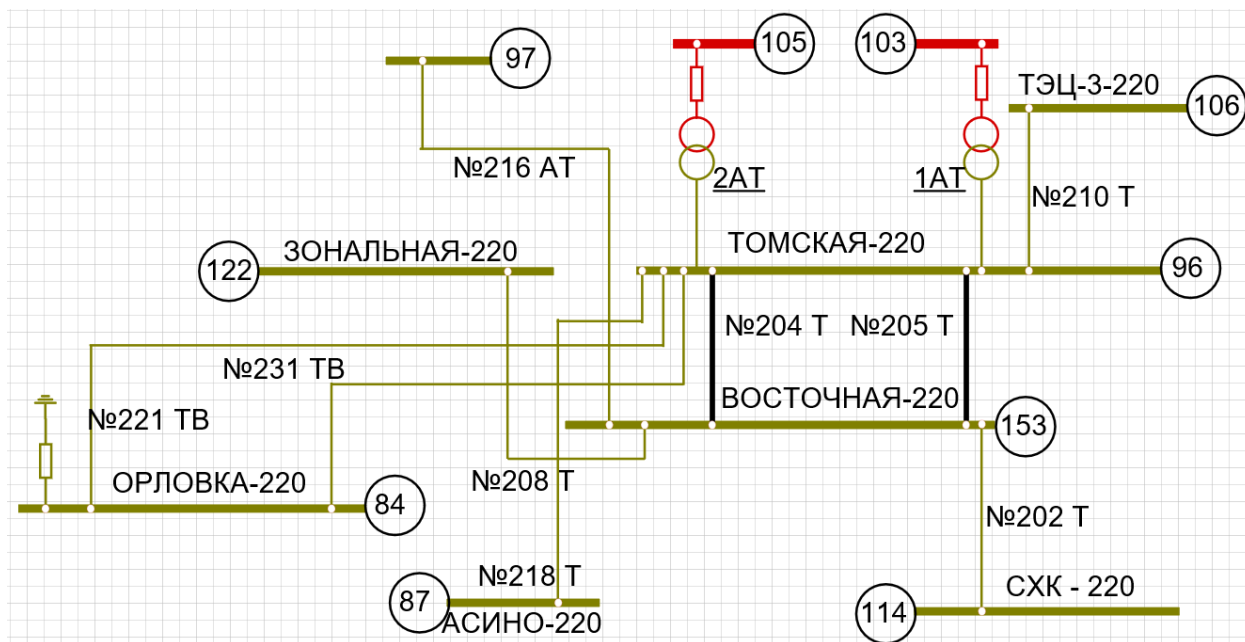 97
105
103
ТЭЦ-3-220
106
№216 АТ
2АТ
1АТ
№210 Т
ЗОНАЛЬНАЯ-220
ТОМСКАЯ-220
122
96
№204 Т
№205 Т
№231 ТВ
ВОСТОЧНАЯ-220
№221 ТВ
153
ОРЛОВКА-220
№208 Т
84
№202 Т
№218 Т
СХК - 220
87
114
АСИНО-220